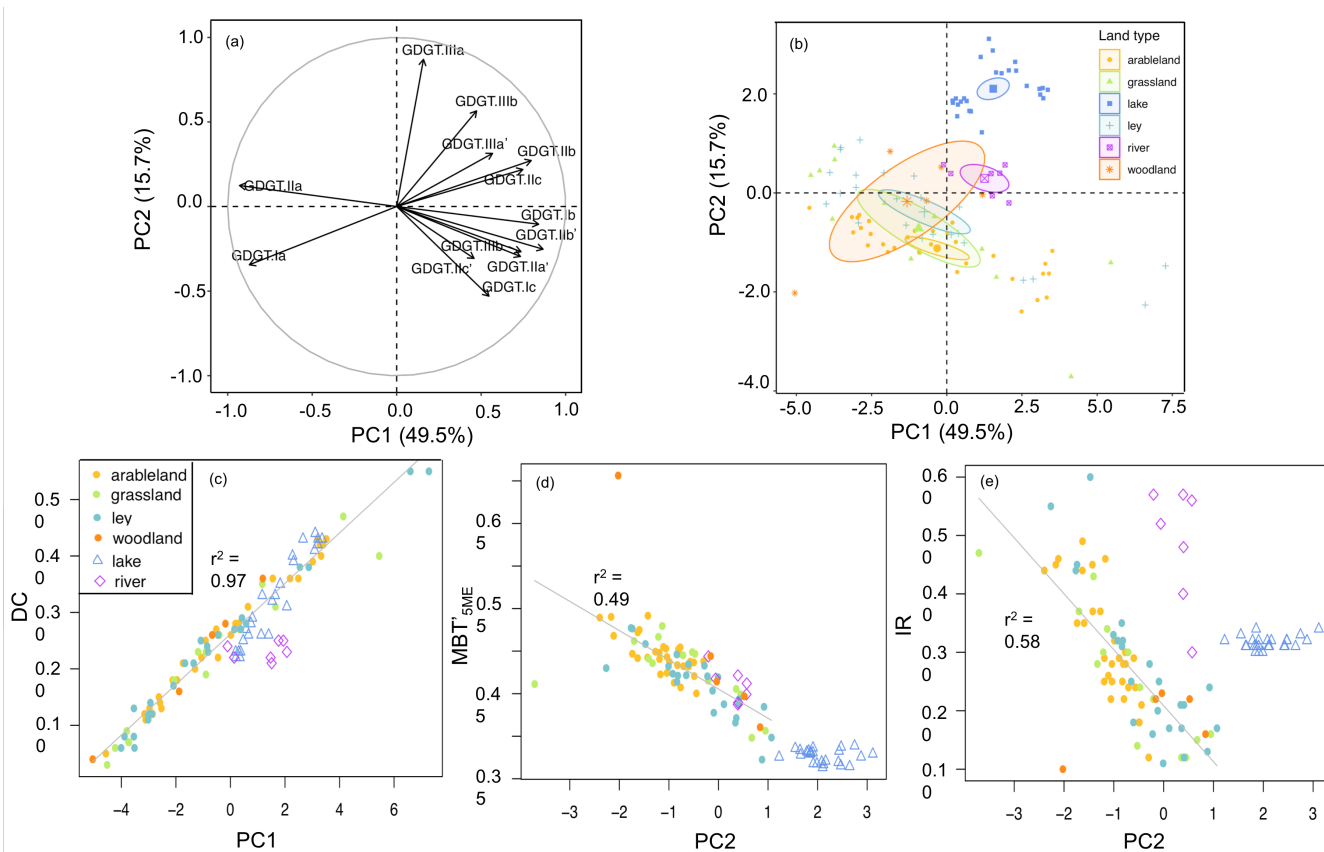 (a)
1.0
0.5
0.0
-0.5
-1.0
PC2 (15.7%)
GDGT.IIIa
GDGT.IIIb
GDGT.IIIa'
GDGT.IIb
GDGT.IIc
GDGT.IIa
GDGT.Ia
GDGT.Ib
GDGT.IIb'
GDGT.IIIb
GDGT.IIa'
GDGT.IIc'
GDGT.Ic
-1.0
-0.5
0.0
0.5
1.0
PC1 (49.5%)
(b)
2.0
0.0
-2.0
-4.0
PC2 (15.7%)
Land type
arableland
grassland
lake
ley
river
woodland
-5.0
-2.5
0.0
2.5
5.0
7.5
PC1 (49.5%)
(c)
arableland
grassland
ley
woodland
lake
river
r² =
0.97
0.5
0
0.4
0
0.3
0
0.2
0
0.1
0
DC
−4
−2
0
2
4
6
PC1
(d)
r² =
0.49
0.6
5
0.5
5
0.4
5
0.3
5
MBT'5ME
−3
−2
−1
0
1
2
3
PC2
(e)
r² =
0.58
0.6
0
0.5
0
0.4
0
0.3
0
0.2
0
0.1
0
IR
−3
−2
−1
0
1
2
3
PC2